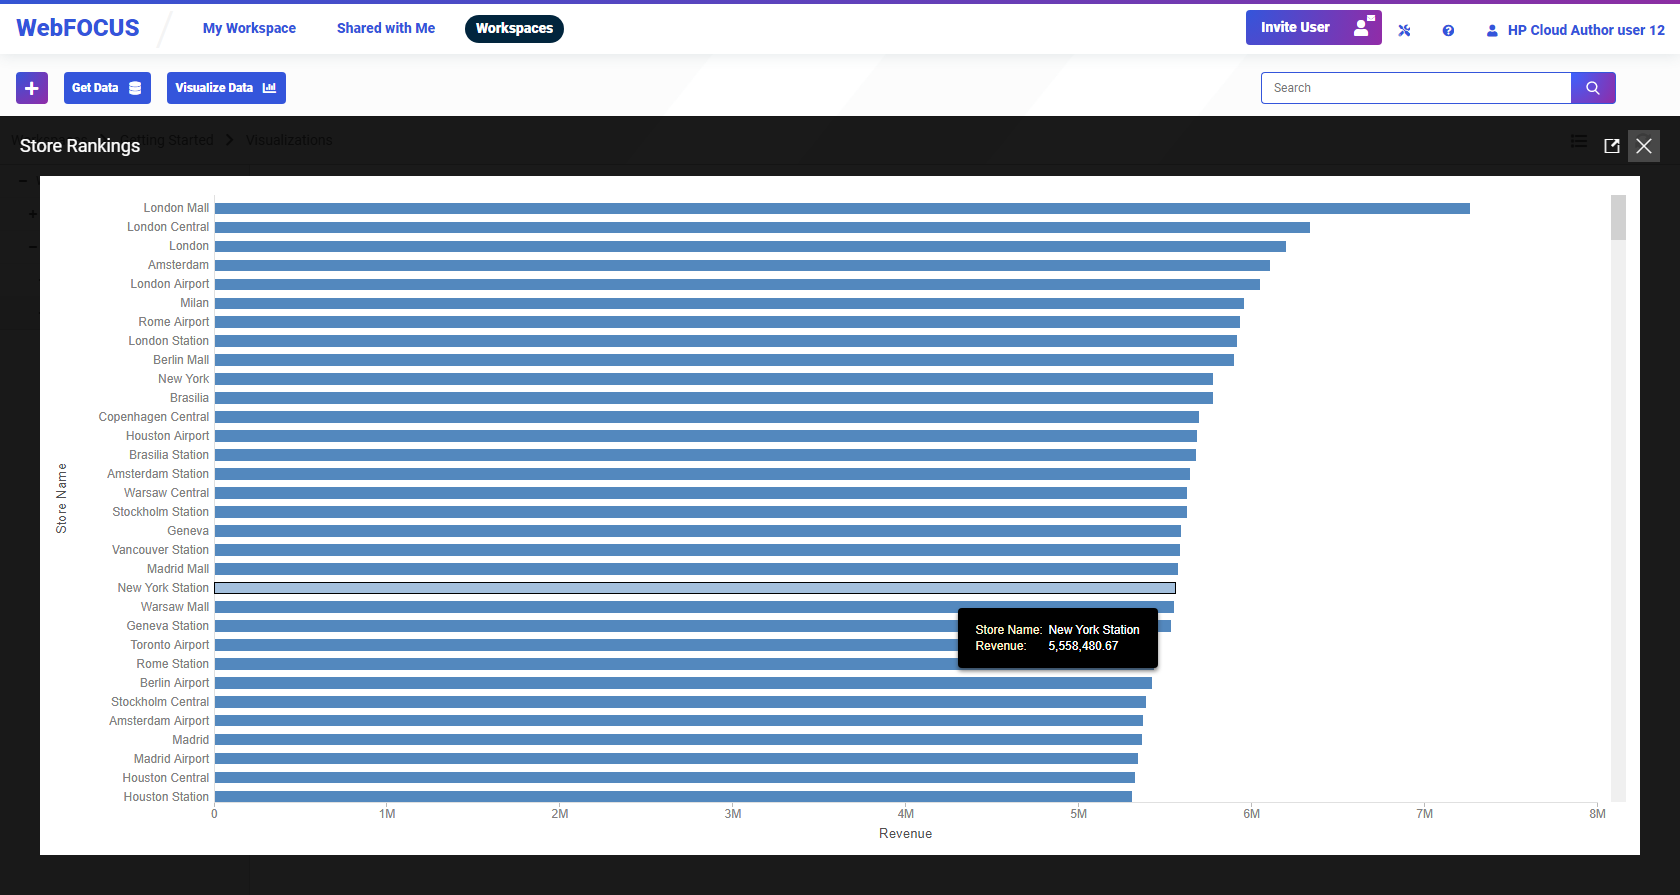 WebFOCUS
My Workspace
Shared with Me
Workspaces
Invite User
HP Cloud Author user 12
Get Data
Visualize Data
Search
Getting Started
Visualizations
Store Rankings
London Mall
London Central
London
Amsterdam
London Airport
Milan
Rome Airport
London Station
Berlin Mall
New York
Brasilia
Copenhagen Central
Houston Airport
Brasilia Station
Amsterdam Station
Warsaw Central
Stockholm Station
Geneva
Vancouver Station
Madrid Mall
New York Station
Warsaw Mall
Geneva Station
Toronto Airport
Rome Station
Berlin Airport
Stockholm Central
Amsterdam Airport
Madrid
Madrid Airport
Houston Central
Houston Station
Store Name
Store Name: New York Station
Revenue: 5,558,480.67
0 1M 2M 3M 4M 5M 6M 7M 8M
Revenue